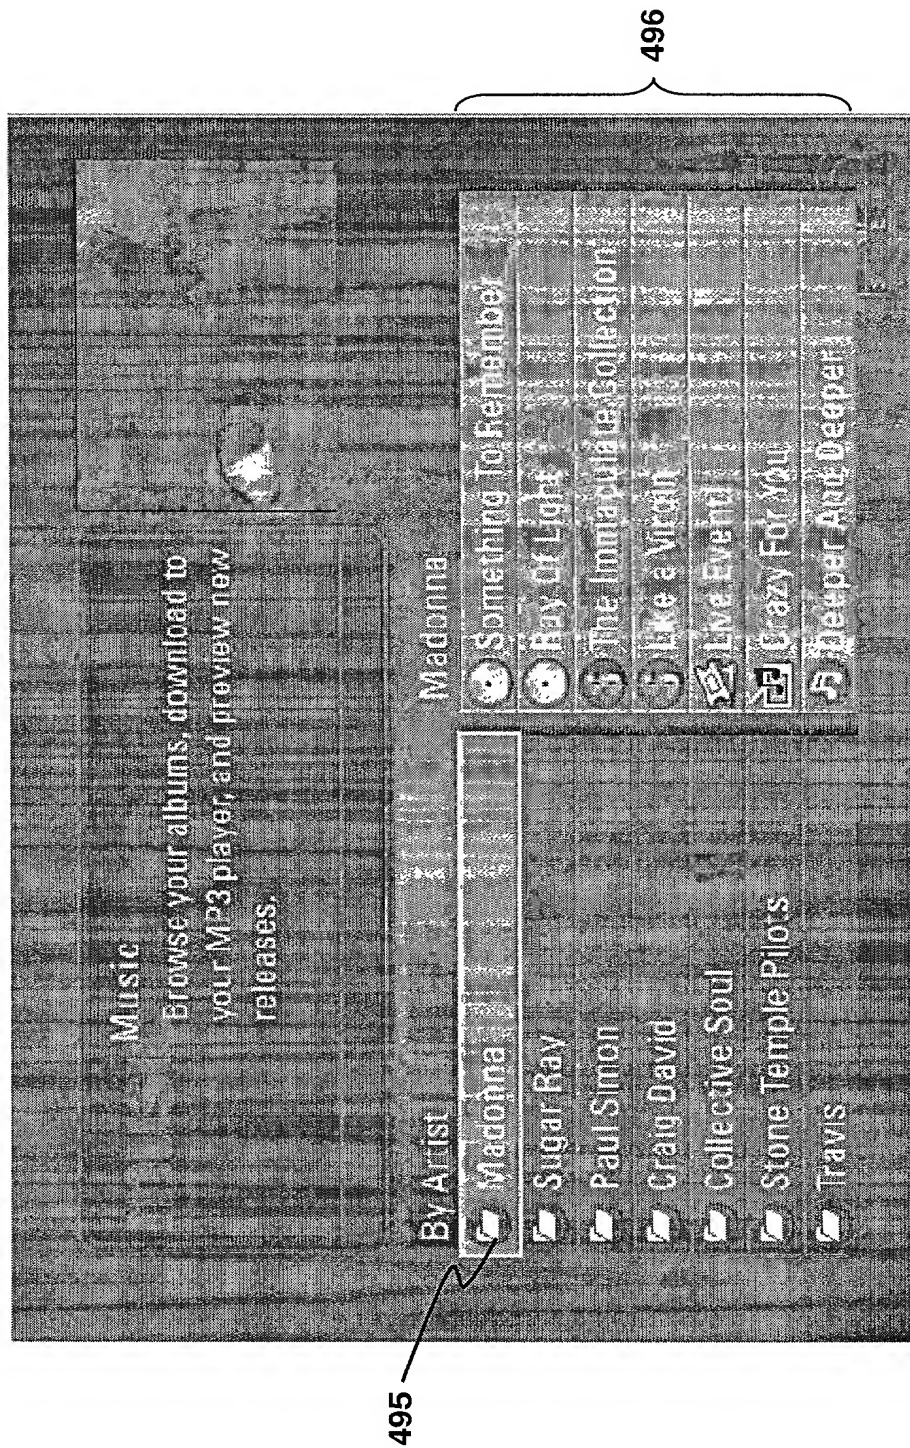 Music
Browse your albums, download to
your MP3 player, and preview new
releases.
By Artist
Madonna
Sugar Ray
Paul Simon
Craig David
Collective Soul
Stone Temple Pilots
Travis
Madonna
Something To Remember
Ray Of Light
The Immaculate Collection
Like a Virgin
Live Event
Crazy For You
Deeper And Deeper
495
496